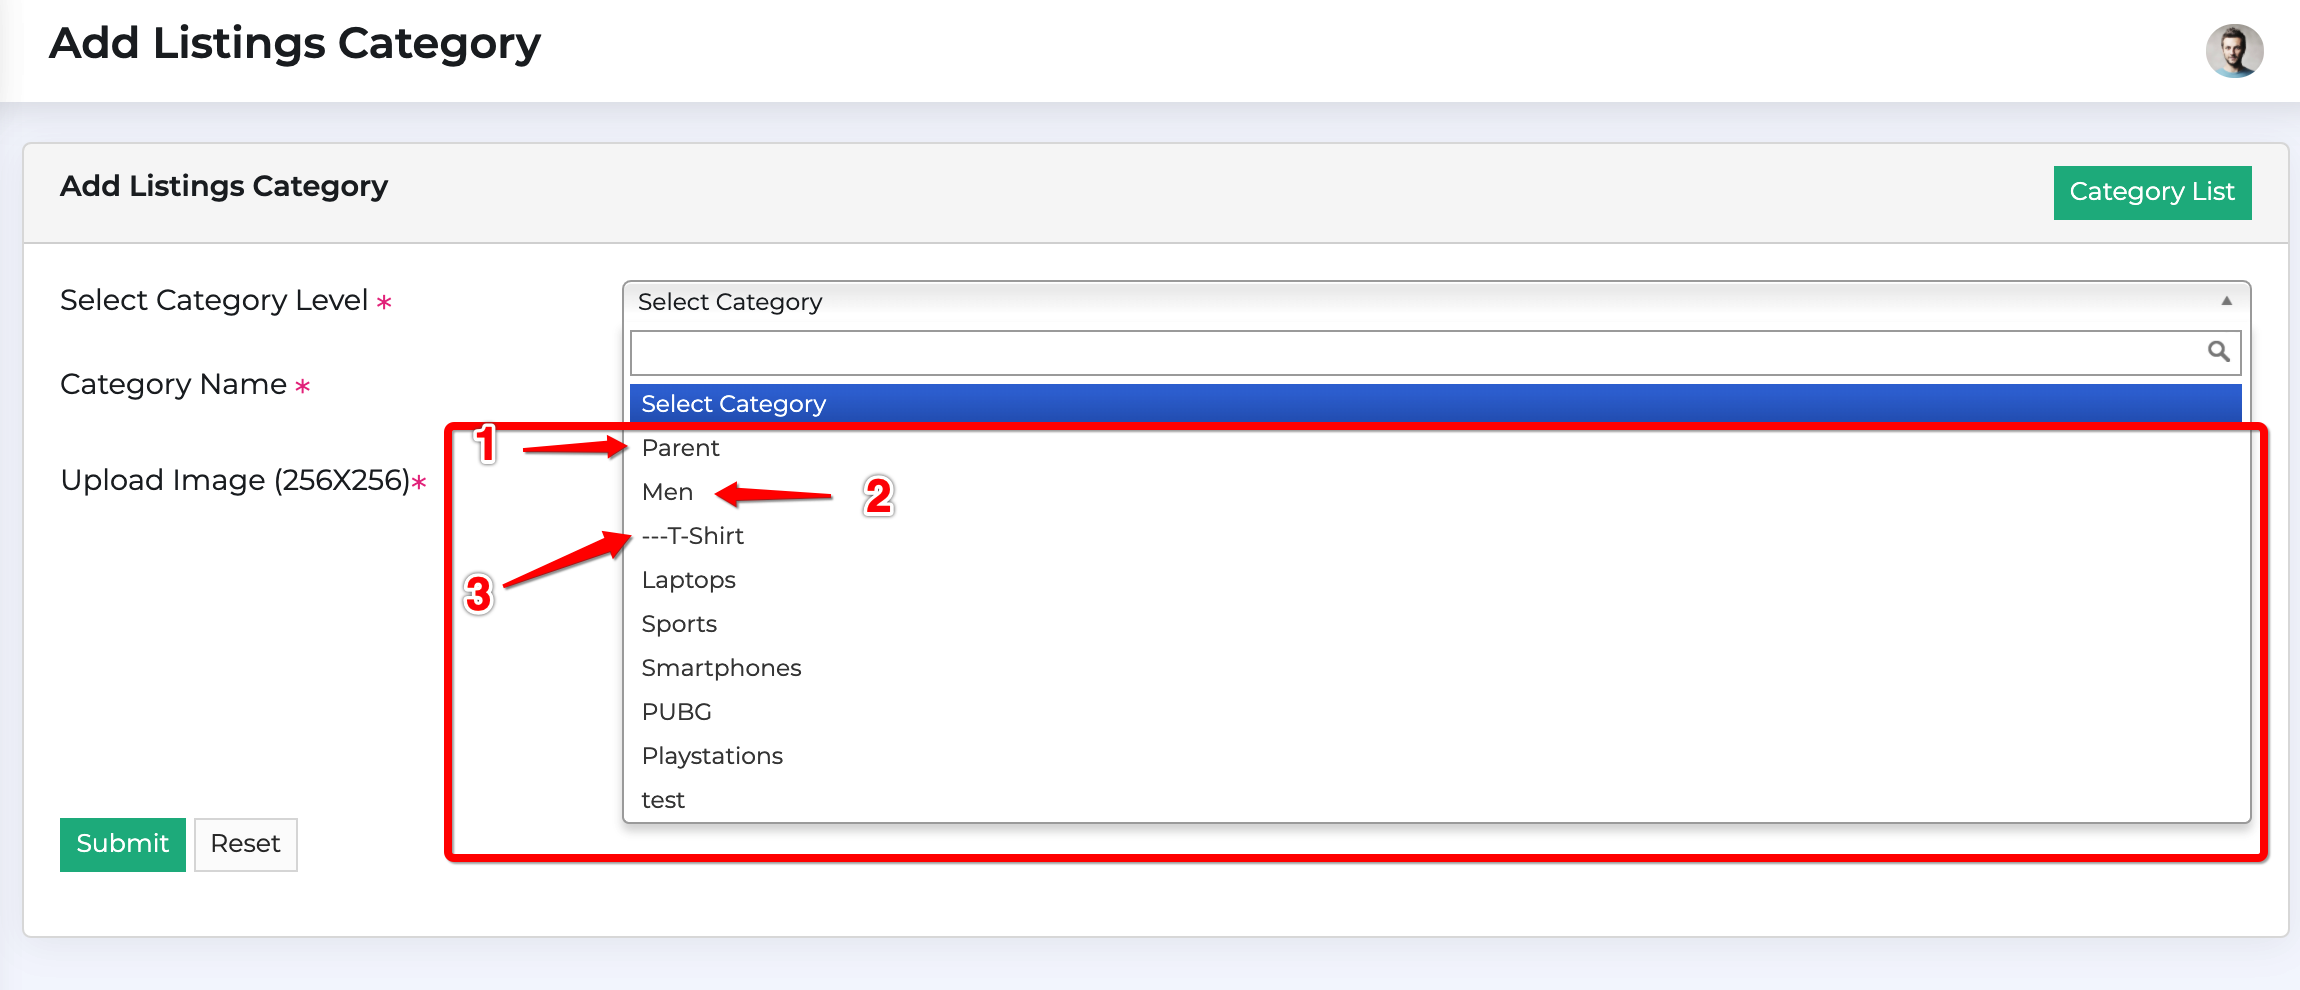 Add Listings Category
Add Listings Category
Category List
Select Category Level *
Select Category
Category Name *
Select Category
1
Parent
Upload Image (256X256)*
Men
2
---T-Shirt
3
Laptops
Sports
Smartphones
PUBG
Playstations
test
Submit
Reset